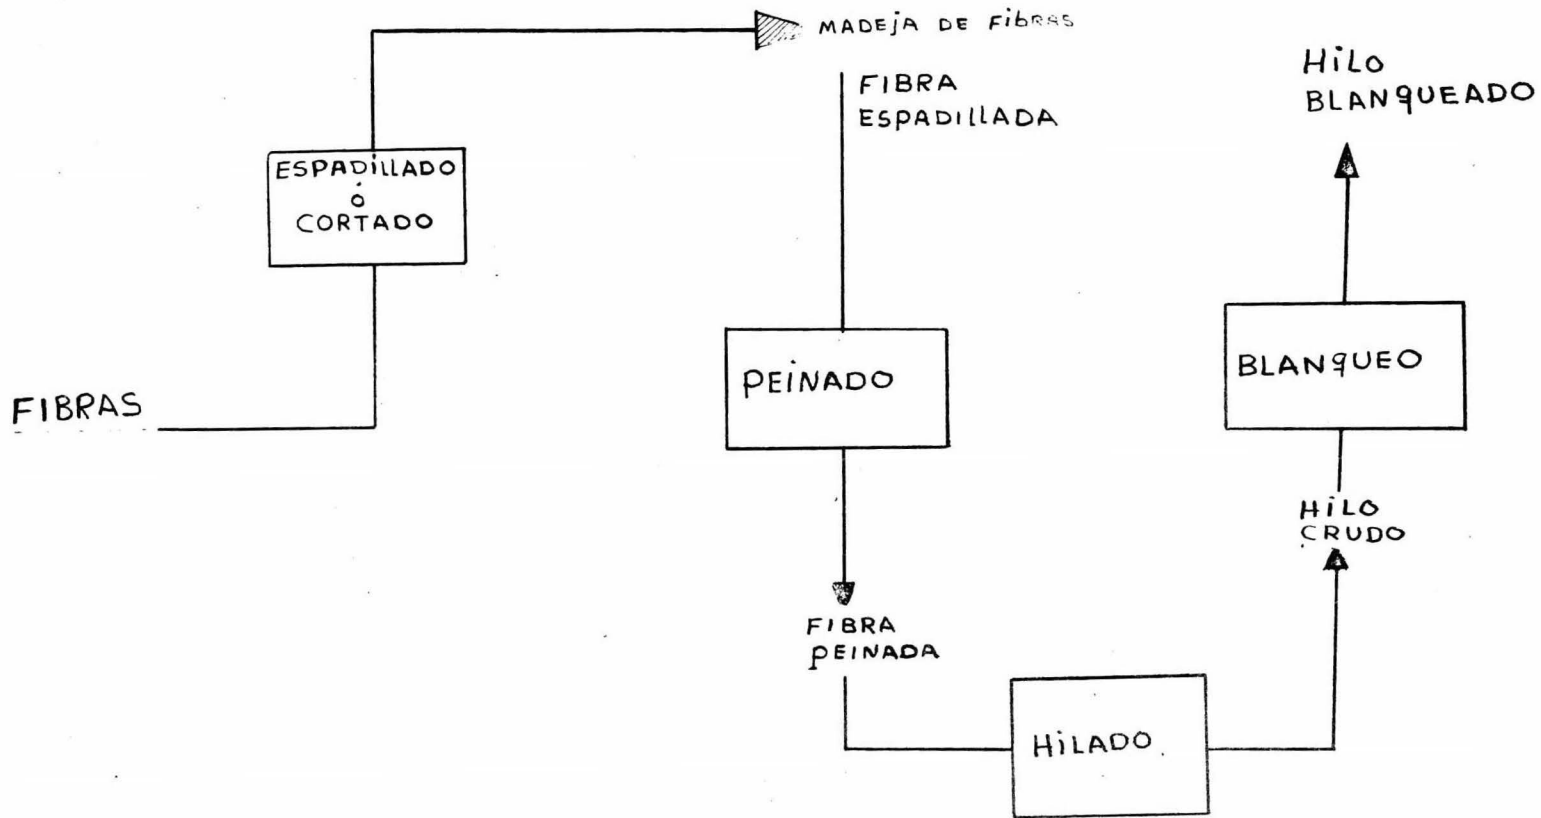 MADEJA DE FIBRAS
FIBRA
ESPADILLADA
HILO
BLANQUEADO
ESPADILLADO
Ó
CORTADO
FIBRAS
PEINADO
BLANQUEO
HILO
CRUDO
FIBRA
PEINADA
HILADO